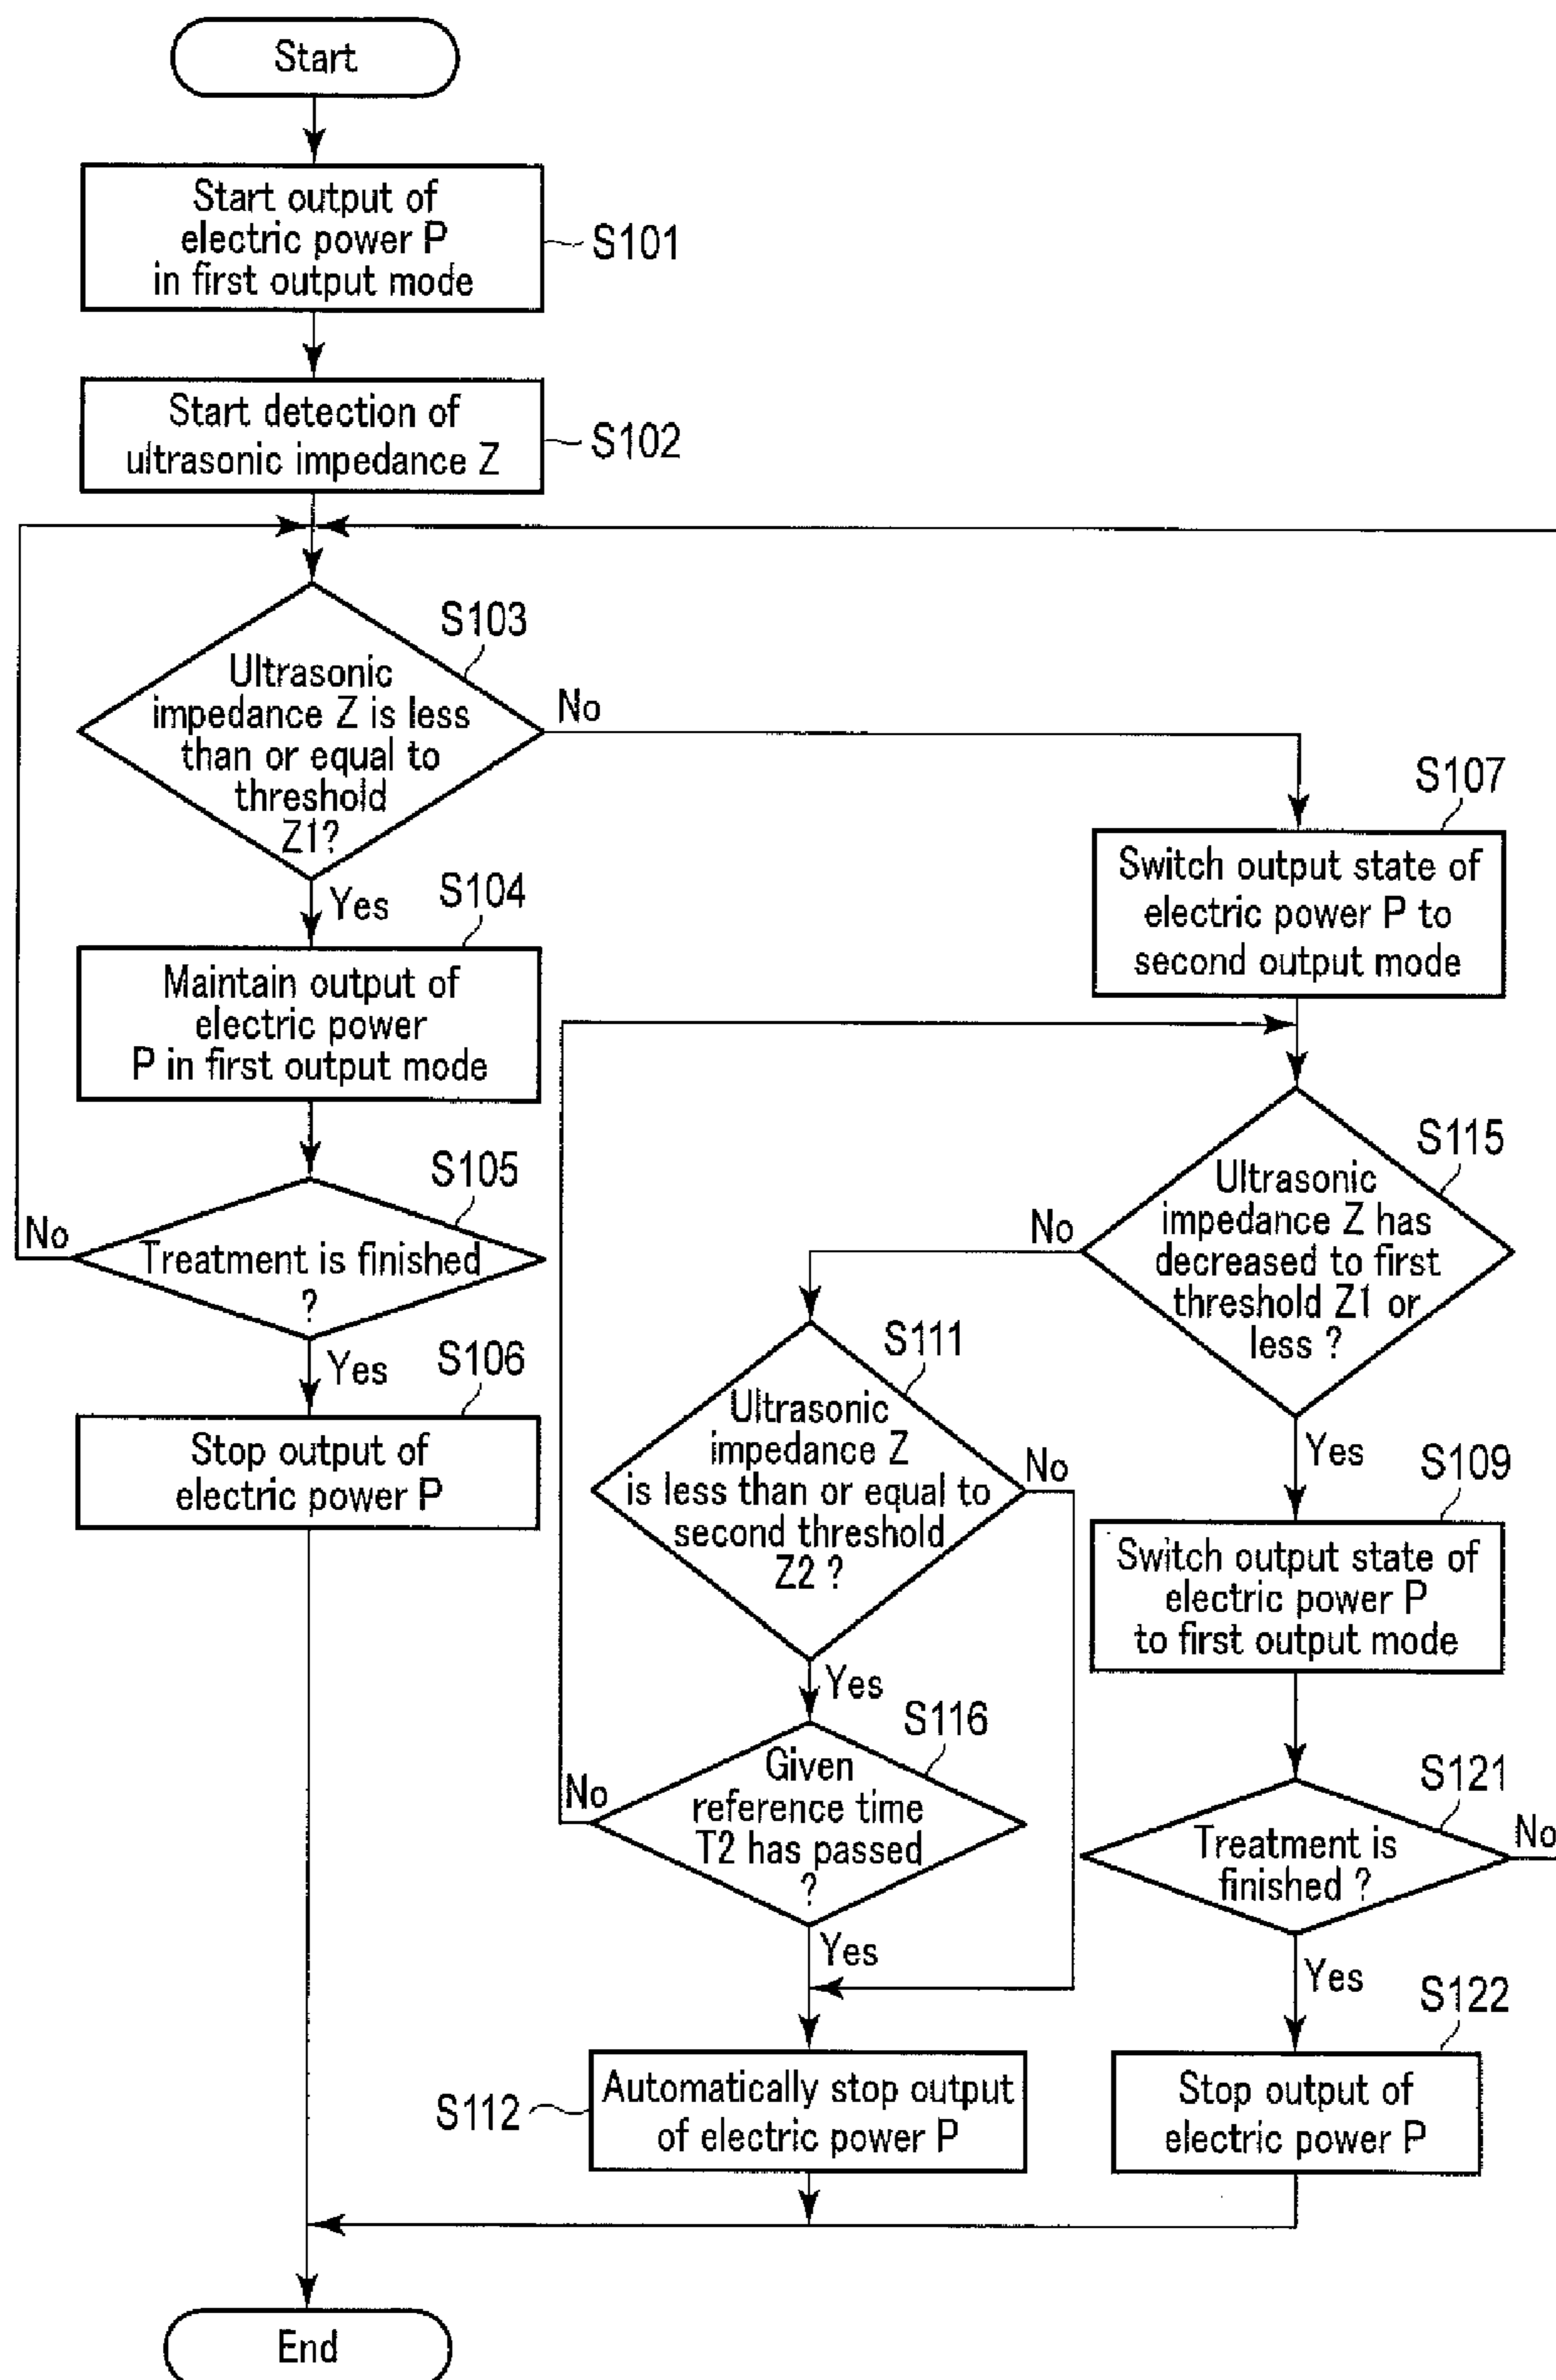 Start
Start output of
electric power P
in first output mode
S101
Start detection of
ultrasonic impedance Z
S102
S103
Ultrasonic
impedance Z is less
than or equal to
threshold
Z1?
No
Yes
S104
Maintain output of
electric power
P in first output mode
S105
Treatment is finished
?
No
Yes
S106
Stop output of
electric power P
S107
Switch output state of
electric power P to
second output mode
S115
Ultrasonic
impedance Z has
decreased to first
threshold Z1 or
less ?
No
Yes
S111
Ultrasonic
impedance Z
is less than or equal to
second threshold
Z2 ?
No
Yes
S116
Given
reference time
T2 has passed
?
No
Yes
S109
Switch output state of
electric power P
to first output mode
S121
Treatment is
finished ?
No
Yes
S112
Automatically stop output
of electric power P
S122
Stop output of
electric power P
End